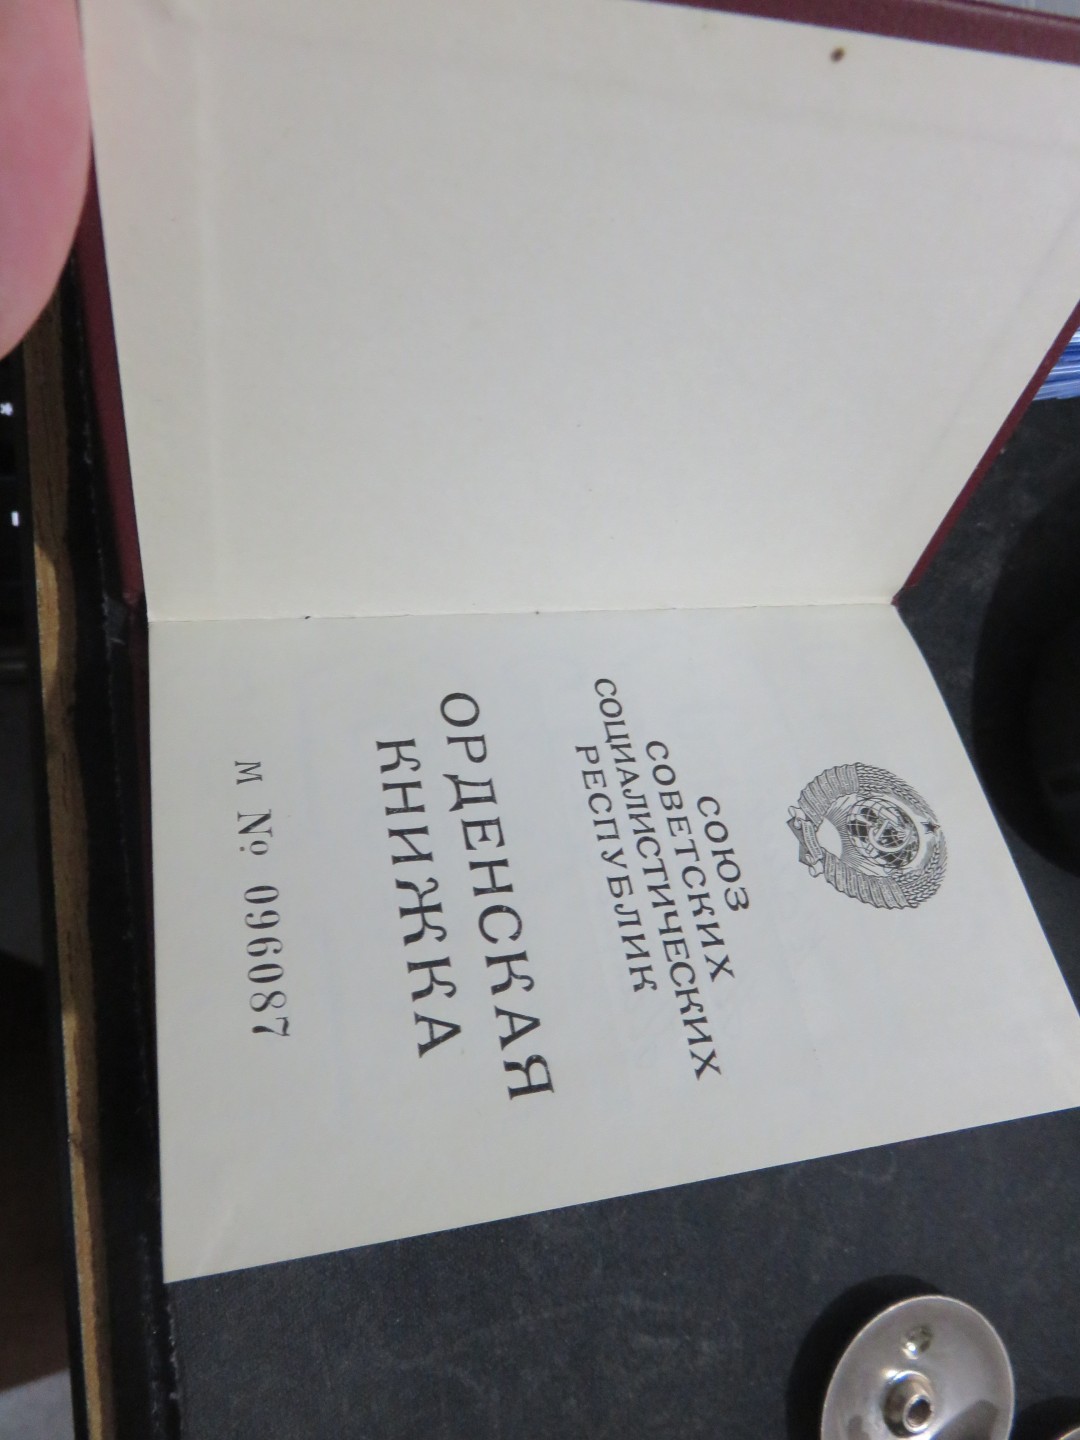 СОЮЗ
СОВЕТСКИХ
СОЦИАЛИСТИЧЕСКИХ
РЕСПУБЛИК
ОРДЕНСКАЯ
КНИЖКА
М № 096087